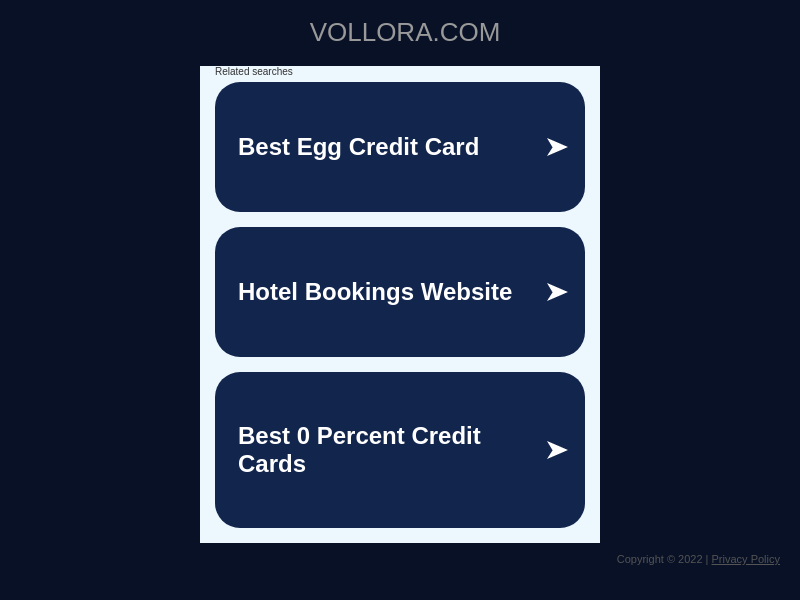 VOLLORA.COM
Related searches
Best Egg Credit Card
Hotel Bookings Website
Best 0 Percent Credit
Cards
Copyright © 2022 | Privacy Policy